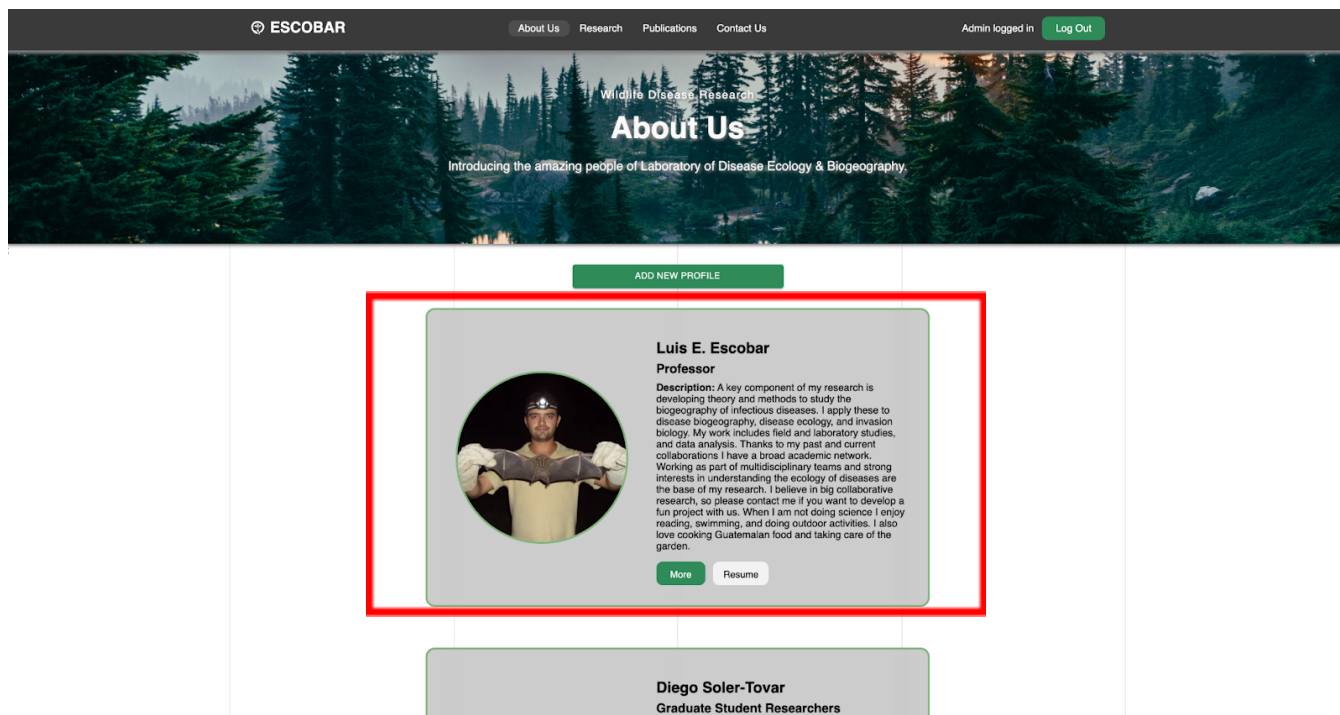 ESCOBAR
About Us
Research
Publications
Contact Us
Admin logged in
Log Out
Wildlife Disease Research
About Us
Introducing the amazing people of Laboratory of Disease Ecology & Biogeography.
ADD NEW PROFILE
Luis E. Escobar
Professor
Description: A key component of my research is
developing theory and methods to study the
biogeography of infectious diseases. I apply these to
disease biogeography, disease ecology, and invasion
biology. My work includes field and laboratory studies,
and data analysis. Thanks to my past and current
collaborations I have a broad academic network.
Working as part of multidisciplinary teams and strong
interests in understanding the ecology of diseases are
the base of my research. I believe in big collaborative
research, so please contact me if you want to develop a
fun project with us. When I am not doing science I enjoy
reading, swimming, and doing outdoor activities. I also
love cooking Guatemalan food and taking care of the
garden.
More
Resume
Diego Soler-Tovar
Graduate Student Researchers